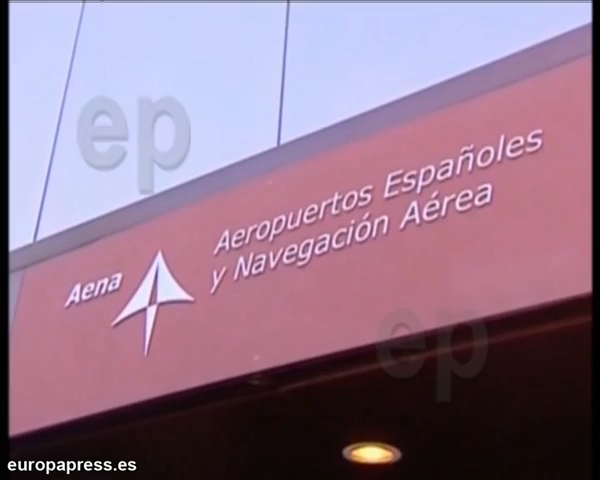 ep
Aena
Aeropuertos Españoles
y Navegación Aérea
ep
europapress.es